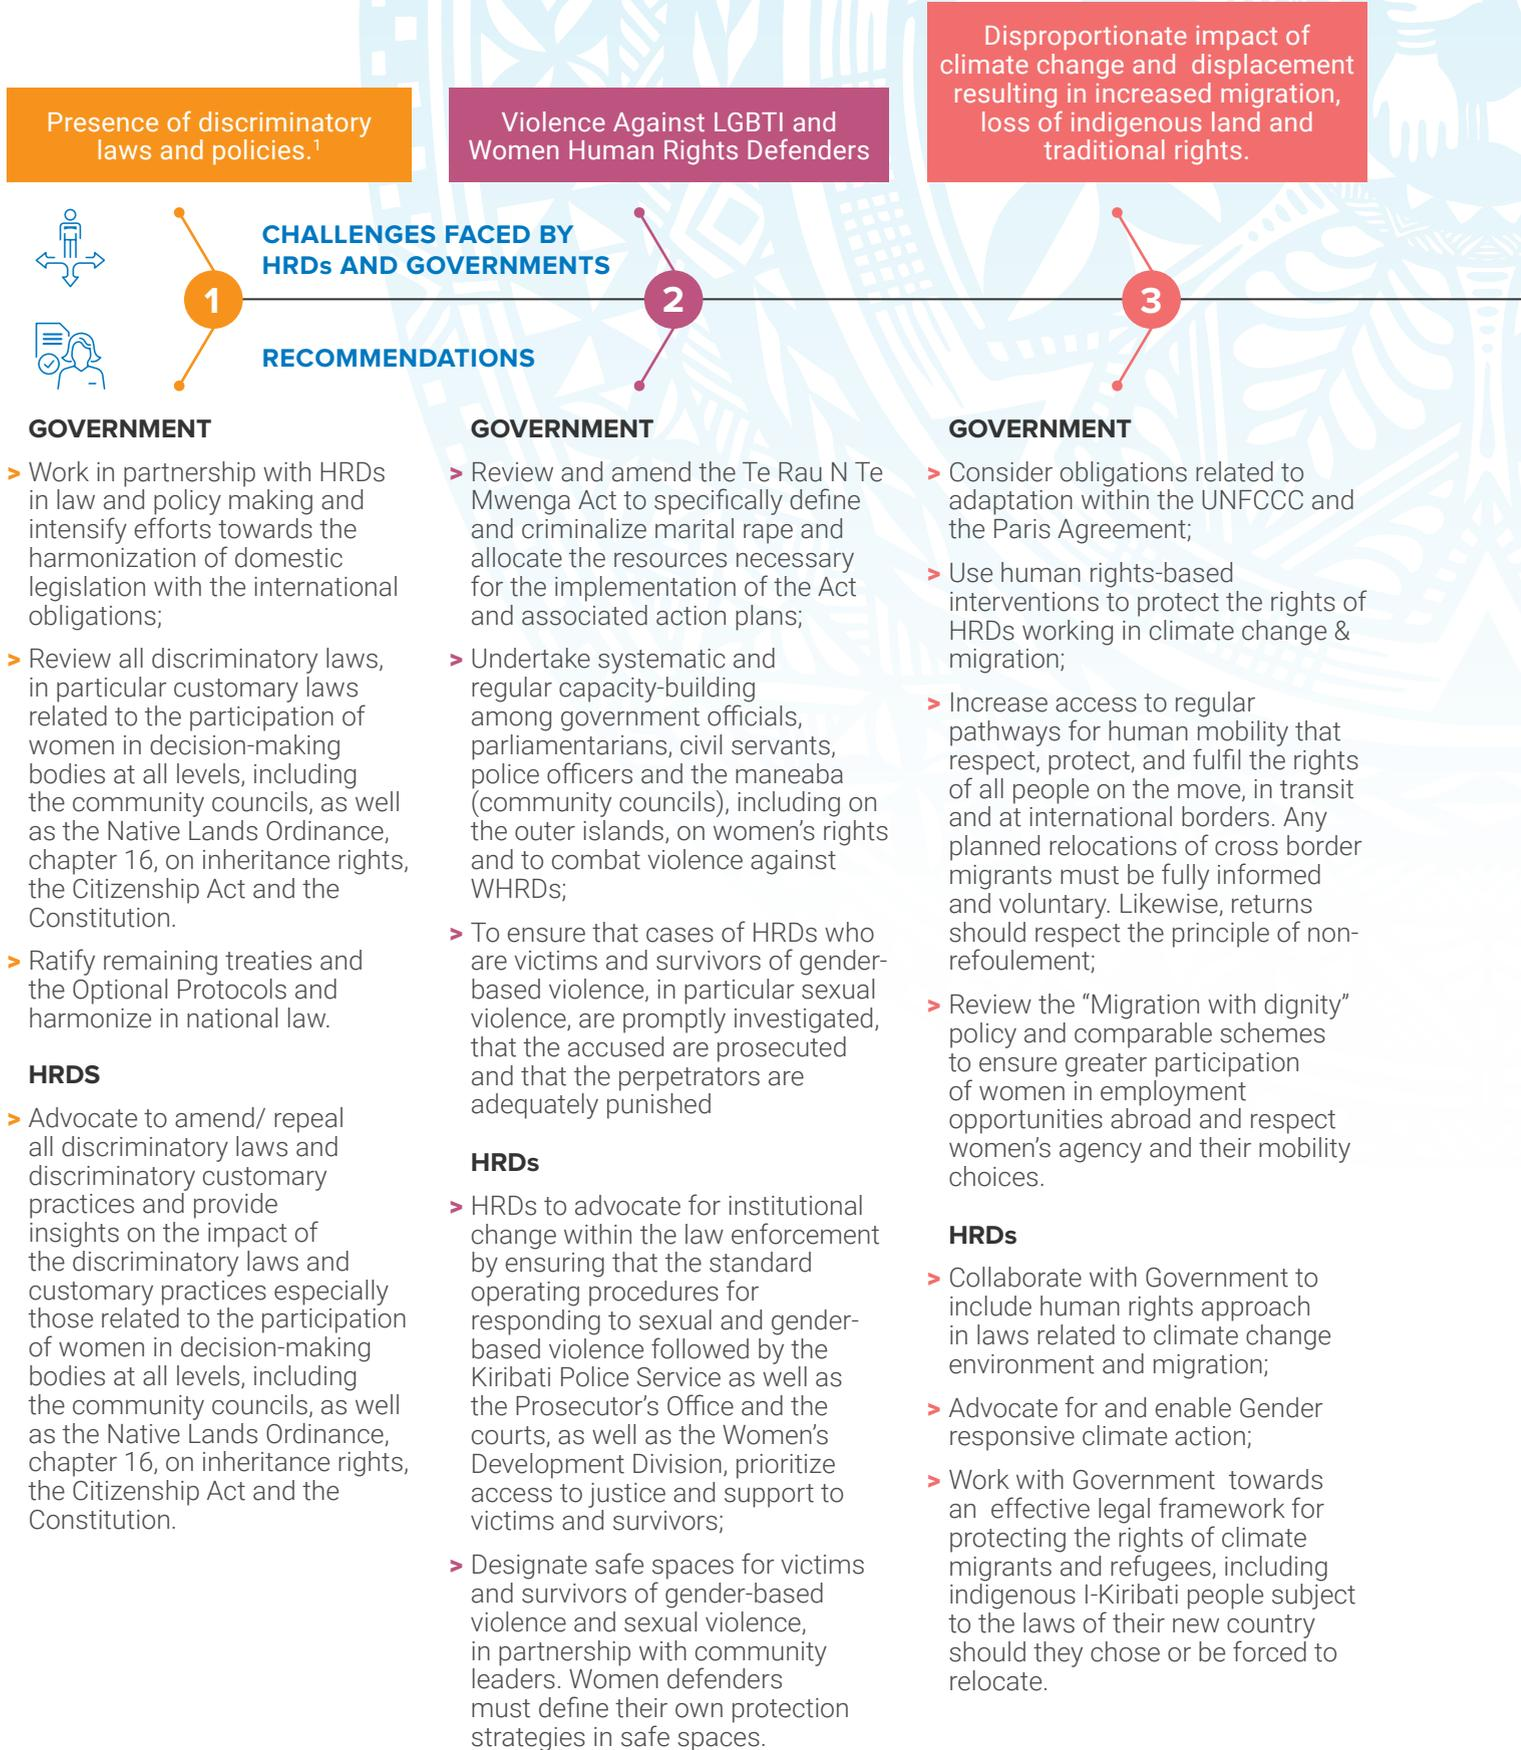 Presence of discriminatory
laws and policies.¹
Violence Against LGBTI and
Women Human Rights Defenders
Disproportionate impact of
climate change and  displacement
resulting in increased migration,
loss of indigenous land and
traditional rights.
CHALLENGES FACED BY
HRDs AND GOVERNMENTS
1
2
3
RECOMMENDATIONS
GOVERNMENT
> Work in partnership with HRDs
in law and policy making and
intensify efforts towards the
harmonization of domestic
legislation with the international
obligations;
> Review all discriminatory laws,
in particular customary laws
related to the participation of
women in decision-making
bodies at all levels, including
the community councils, as well
as the Native Lands Ordinance,
chapter 16, on inheritance rights,
the Citizenship Act and the
Constitution.
> Ratify remaining treaties and
the Optional Protocols and
harmonize in national law.
HRDS
> Advocate to amend/ repeal
all discriminatory laws and
discriminatory customary
practices and provide
insights on the impact of
the discriminatory laws and
customary practices especially
those related to the participation
of women in decision-making
bodies at all levels, including
the community councils, as well
as the Native Lands Ordinance,
chapter 16, on inheritance rights,
the Citizenship Act and the
Constitution.
GOVERNMENT
> Review and amend the Te Rau N Te
Mwenga Act to specifically define
and criminalize marital rape and
allocate the resources necessary
for the implementation of the Act
and associated action plans;
> Undertake systematic and
regular capacity-building
among government officials,
parliamentarians, civil servants,
police officers and the maneaba
(community councils), including on
the outer islands, on women’s rights
and to combat violence against
WHRDs;
> To ensure that cases of HRDs who
are victims and survivors of gender-
based violence, in particular sexual
violence, are promptly investigated,
that the accused are prosecuted
and that the perpetrators are
adequately punished
HRDs
> HRDs to advocate for institutional
change within the law enforcement
by ensuring that the standard
operating procedures for
responding to sexual and gender-
based violence followed by the
Kiribati Police Service as well as
the Prosecutor’s Office and the
courts, as well as the Women’s
Development Division, prioritize
access to justice and support to
victims and survivors;
> Designate safe spaces for victims
and survivors of gender-based
violence and sexual violence,
in partnership with community
leaders. Women defenders
must define their own protection
strategies in safe spaces.
GOVERNMENT
> Consider obligations related to
adaptation within the UNFCCC and
the Paris Agreement;
> Use human rights-based
interventions to protect the rights of
HRDs working in climate change &
migration;
> Increase access to regular
pathways for human mobility that
respect, protect, and fulfil the rights
of all people on the move, in transit
and at international borders. Any
planned relocations of cross border
migrants must be fully informed
and voluntary. Likewise, returns
should respect the principle of non-
refoulement;
> Review the “Migration with dignity”
policy and comparable schemes
to ensure greater participation
of women in employment
opportunities abroad and respect
women’s agency and their mobility
choices.
HRDs
> Collaborate with Government to
include human rights approach
in laws related to climate change
environment and migration;
> Advocate for and enable Gender
responsive climate action;
> Work with Government  towards
an  effective legal framework for
protecting the rights of climate
migrants and refugees, including
indigenous I-Kiribati people subject
to the laws of their new country
should they chose or be forced to
relocate.